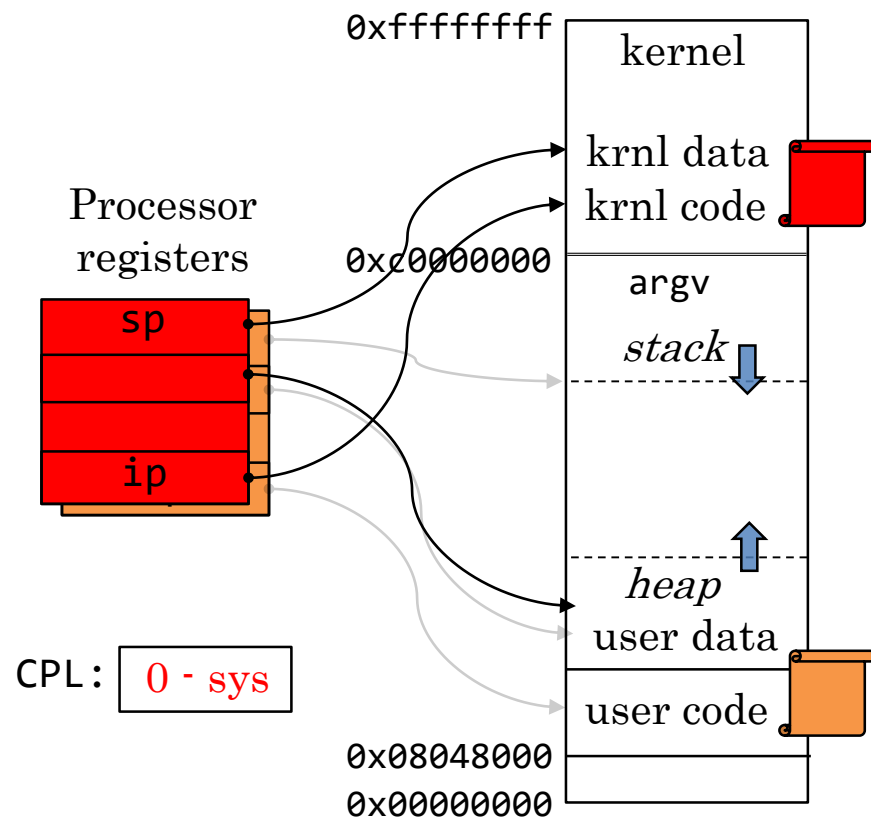 0xffffffff
kernel
krnl data
krnl code
Processor
registers
0xc0000000
argv
sp
stack
ip
heap
user data
CPL:
0 - sys
user code
0x08048000
0x00000000